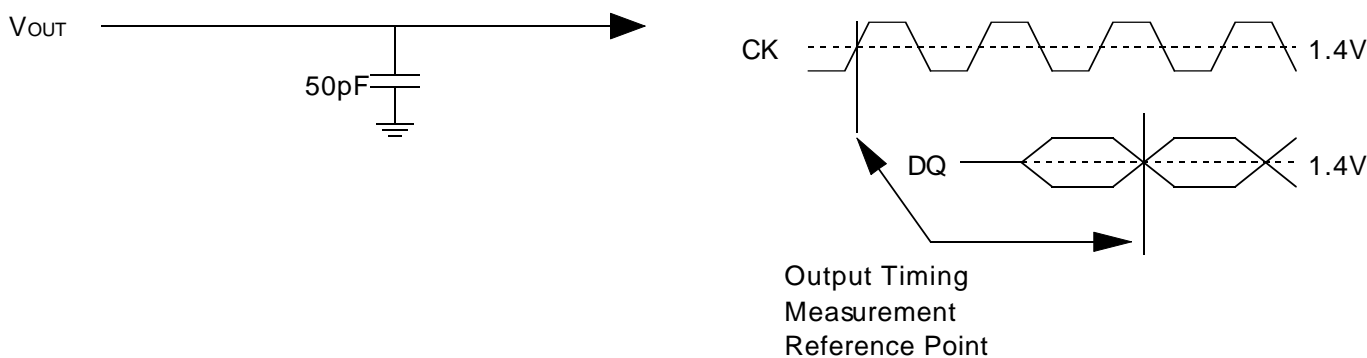 VOUT
50pF
CK
1.4V
DQ
1.4V
Output Timing
Measurement
Reference Point